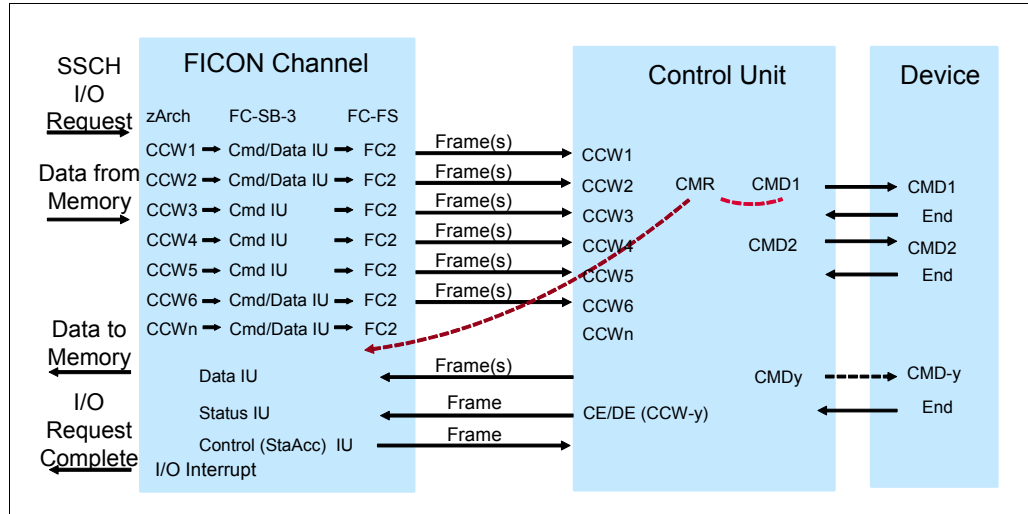 SSCH
I/O
Request
Data from
Memory
Data to
Memory
I/O
Request
Complete
FICON Channel
zArch FC-SB-3 FC-FS
CCW1 Cmd/Data IU FC2
CCW2 Cmd/Data IU FC2
CCW3 Cmd IU FC2
CCW4 Cmd IU FC2
CCW5 Cmd IU FC2
CCW6 Cmd/Data IU FC2
CCWn Cmd/Data IU FC2
Data IU
Status IU
Control (StaAcc) IU
I/O Interrupt
Frame(s)
Frame(s)
Frame(s)
Frame(s)
Frame(s)
Frame(s)
Frame(s)
Frame
Frame
Control Unit
CCW1
CCW2
CCW3
CCW4
CCW5
CCW6
CCWn
CMR CMD1
CMD2
CMDy
CE/DE (CCW-y)
Device
CMD1
End
CMD2
End
CMD-y
End